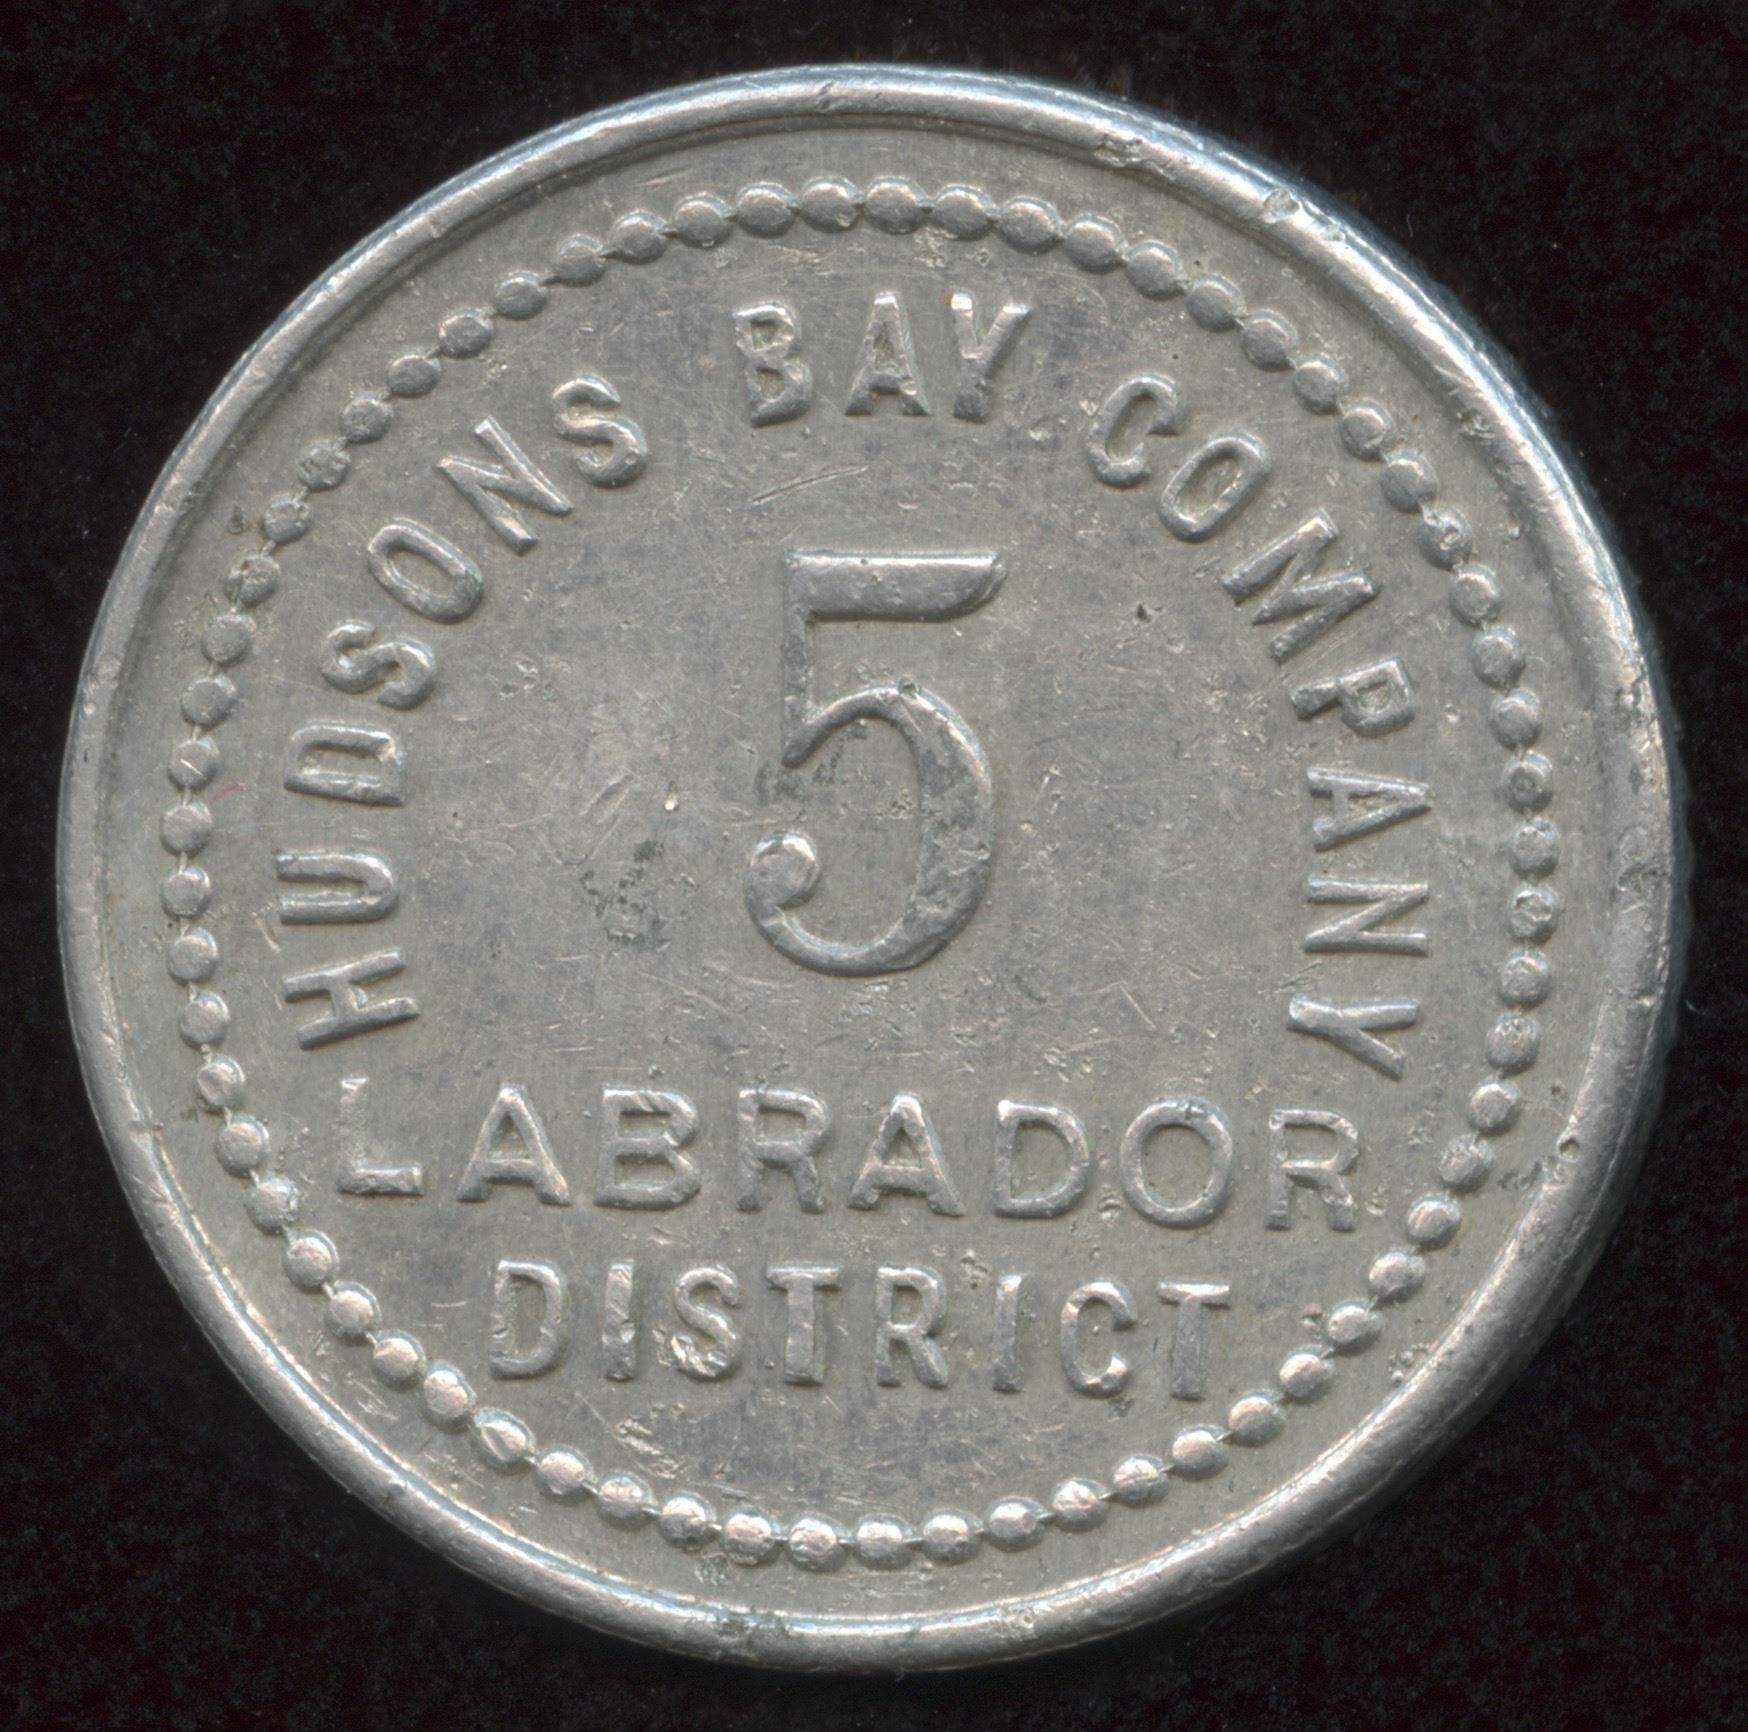 HUDSONS BAY COMPANY
5
LABRADOR
DISTRICT